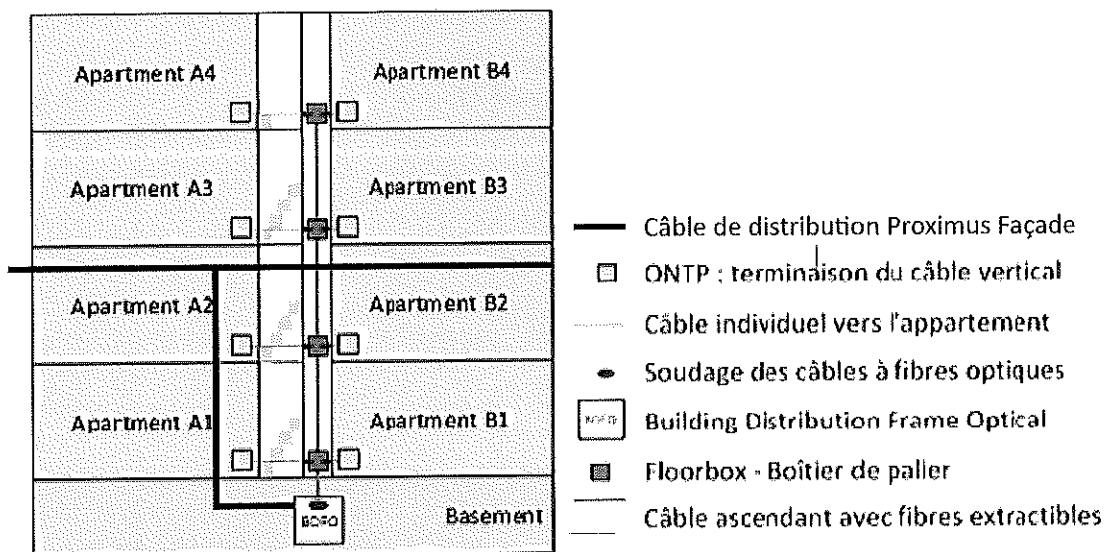 Apartment A4
Apartment B4
Apartment A3
Apartment B3
Apartment A2
Apartment B2
Apartment A1
Apartment B1
Basement
Câble de distribution Proximus Façade
ONTP : terminaison du câble vertical
Câble individuel vers l'appartement
Soudage des câbles à fibres optiques
Building Distribution Frame Optical
Floorbox - Boîtier de palier
Câble ascendant avec fibres extractibles